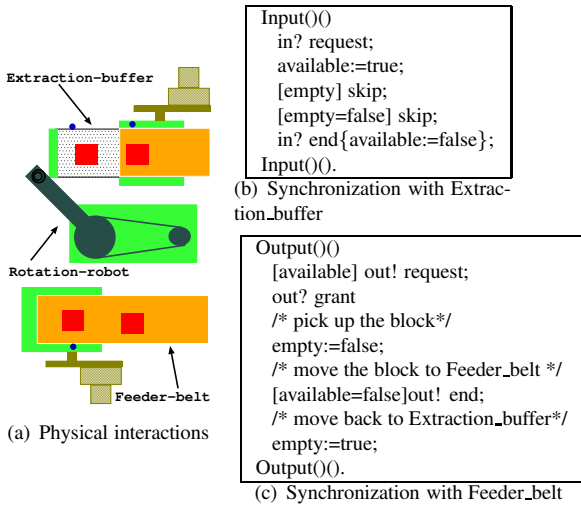 Extraction-buffer
Rotation-robot
Feeder-belt
(a) Physical interactions
Input()()
in? request;
available:=true;
[empty] skip;
[empty=false] skip;
in? end{available:=false};
Input()().
(b) Synchronization with Extrac-
tion_buffer
Output()()
[available] out! request;
out? grant
/* pick up the block*/
empty:=false;
/* move the block to Feeder_belt */
[available=false]out! end;
/* move back to Extraction_buffer*/
empty:=true;
Output()().
(c) Synchronization with Feeder_belt